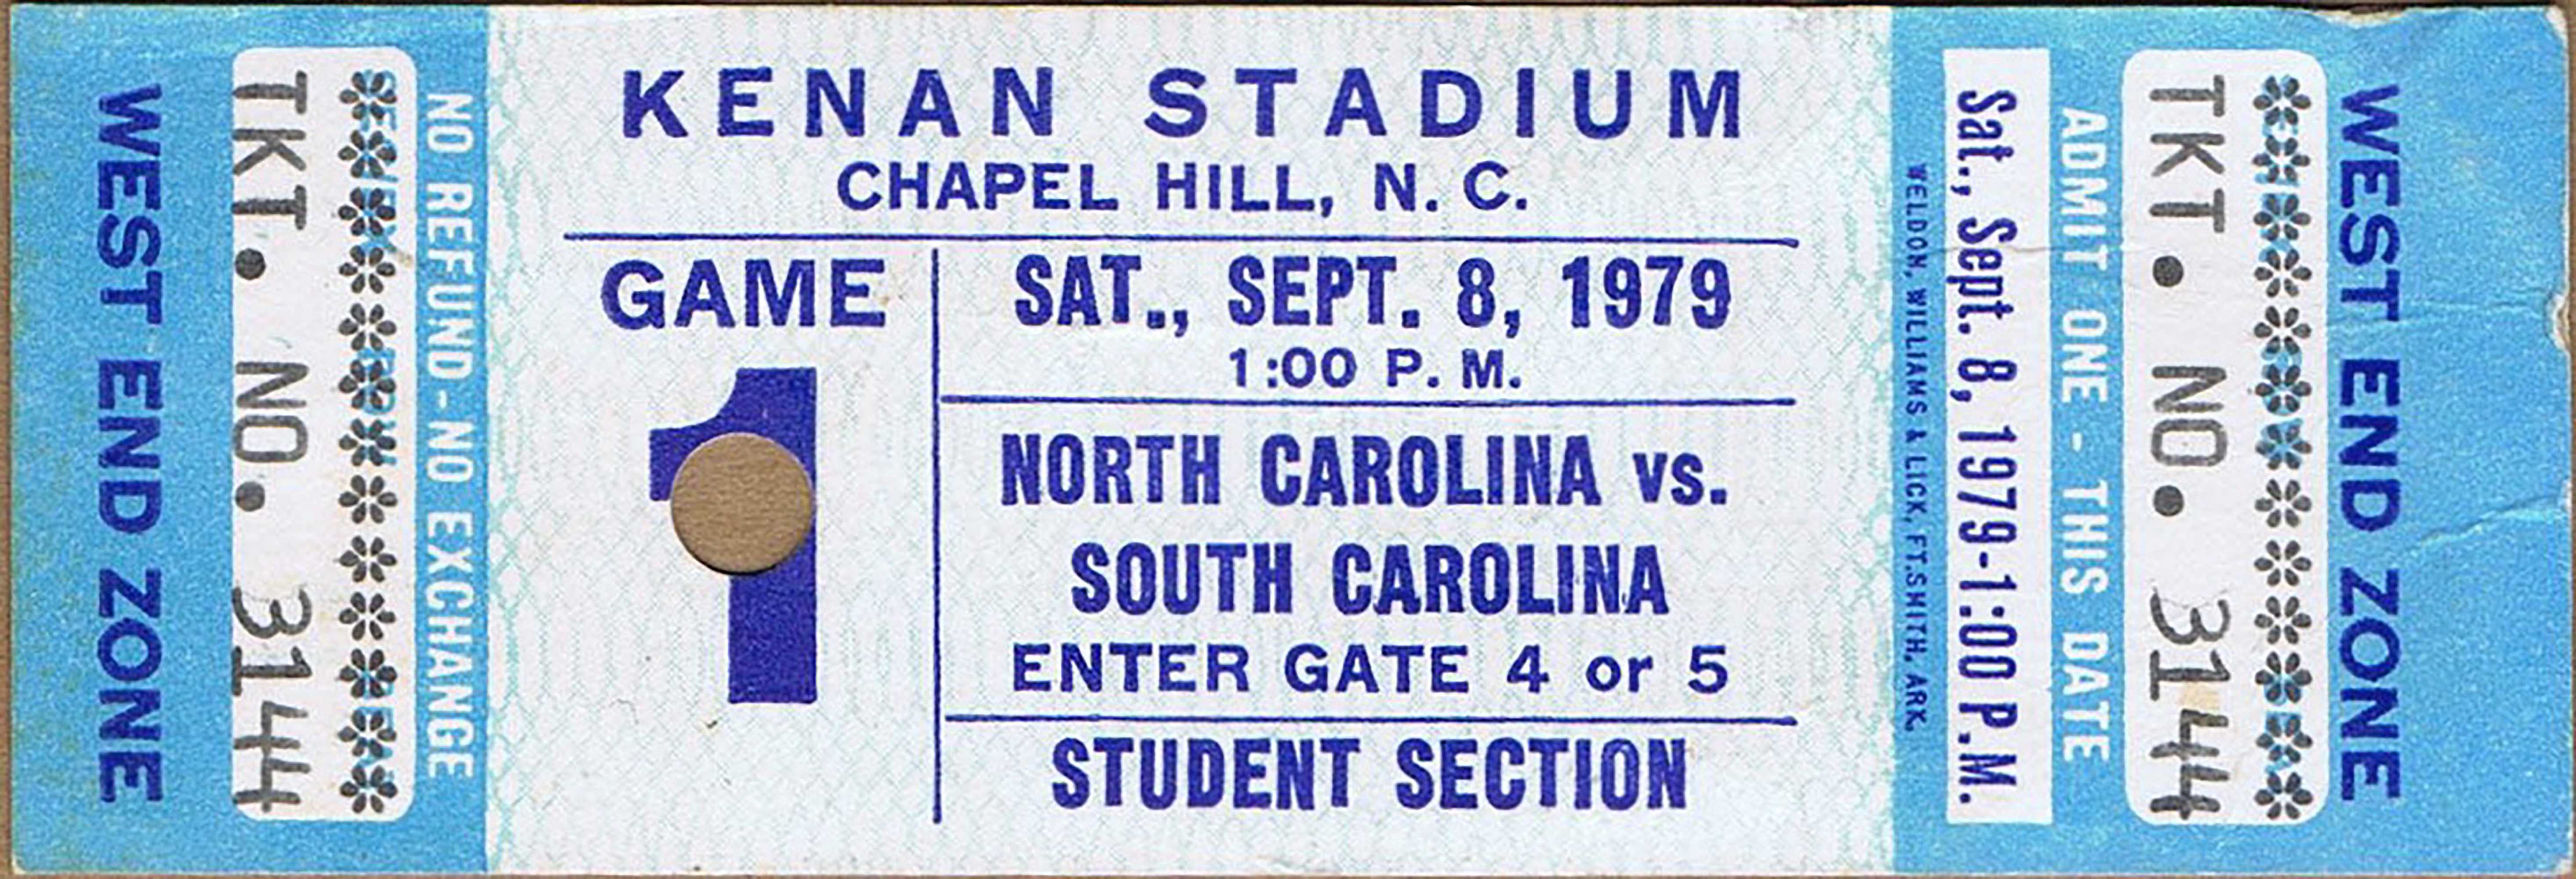 WEST END ZONE
TKT. NO. 3144
NO REFUND - NO EXCHANGE
KENAN STADIUM
CHAPEL HILL, N. C.
GAME
1
SAT., SEPT. 8, 1979
1:00 P. M.
NORTH CAROLINA vs.
SOUTH CAROLINA
ENTER GATE 4 or 5
STUDENT SECTION
WELDON, WILLIAMS & LICK, FT. SMITH, ARK.
Sat., Sept. 8, 1979-1:00 P.M.
ADMIT ONE - THIS DATE
TKT. NO. 3144
WEST END ZONE